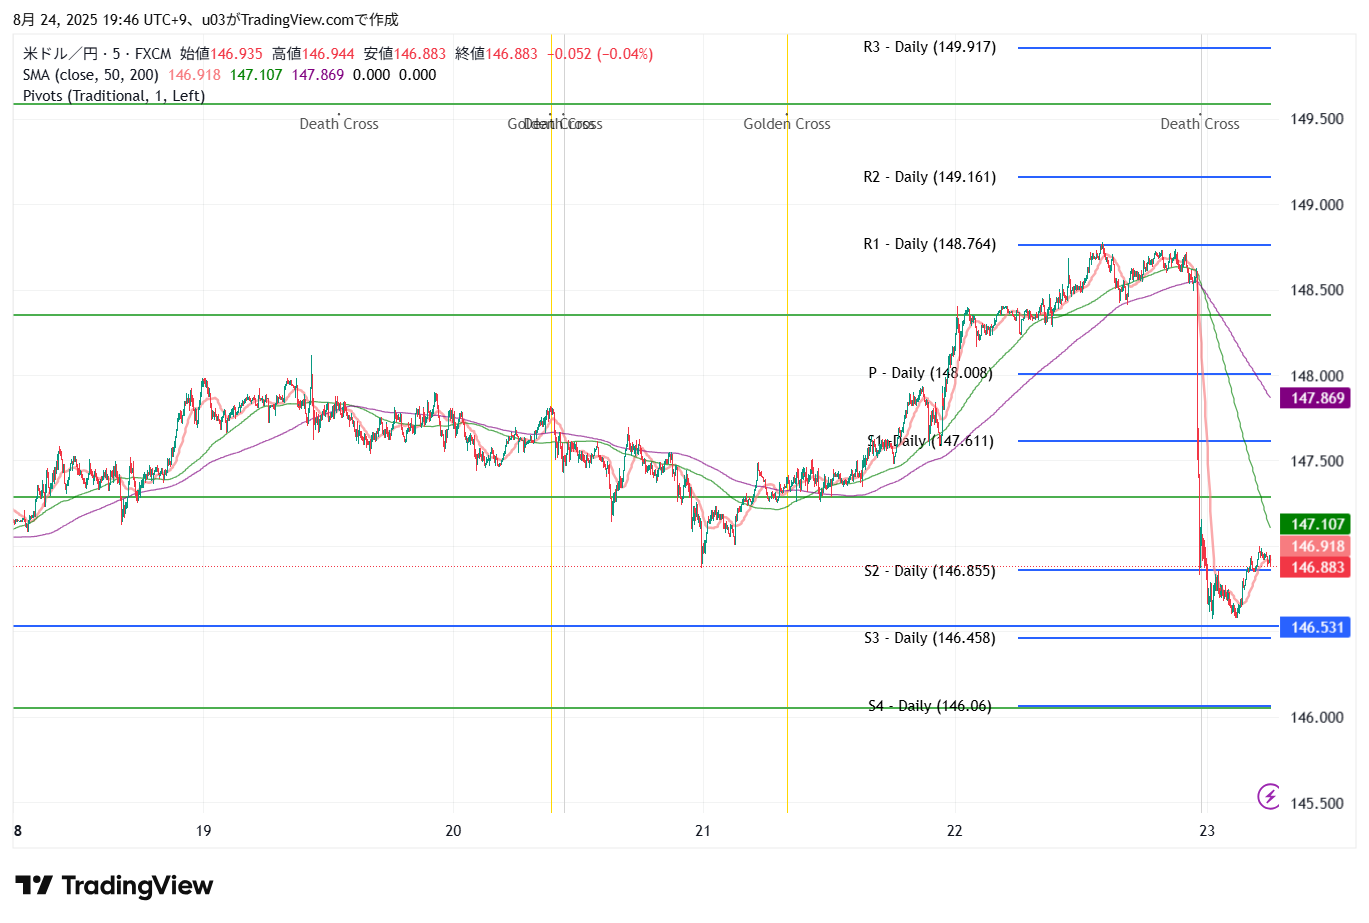 8月 24, 2025 19:46 UTC+9、u03がTradingView.comで作成
米ドル／円 · 5 · FXCM 始値146.935 高値146.944 安値146.883 終値146.883 −0.052 (−0.04%)
SMA (close, 50, 200) 146.918 147.107 147.869 0.000 0.000
Pivots (Traditional, 1, Left)
R3 - Daily (149.917)
Death Cross
Golden Cross
Death Cross
Golden Cross
Death Cross
149.500
R2 - Daily (149.161)
149.000
R1 - Daily (148.764)
148.500
P - Daily (148.008)
148.000
147.869
S1 - Daily (147.611)
147.500
147.107
146.918
146.883
S2 - Daily (146.855)
146.531
S3 - Daily (146.458)
S4 - Daily (146.06)
146.000
145.500
8 19 20 21 22 23
TradingView